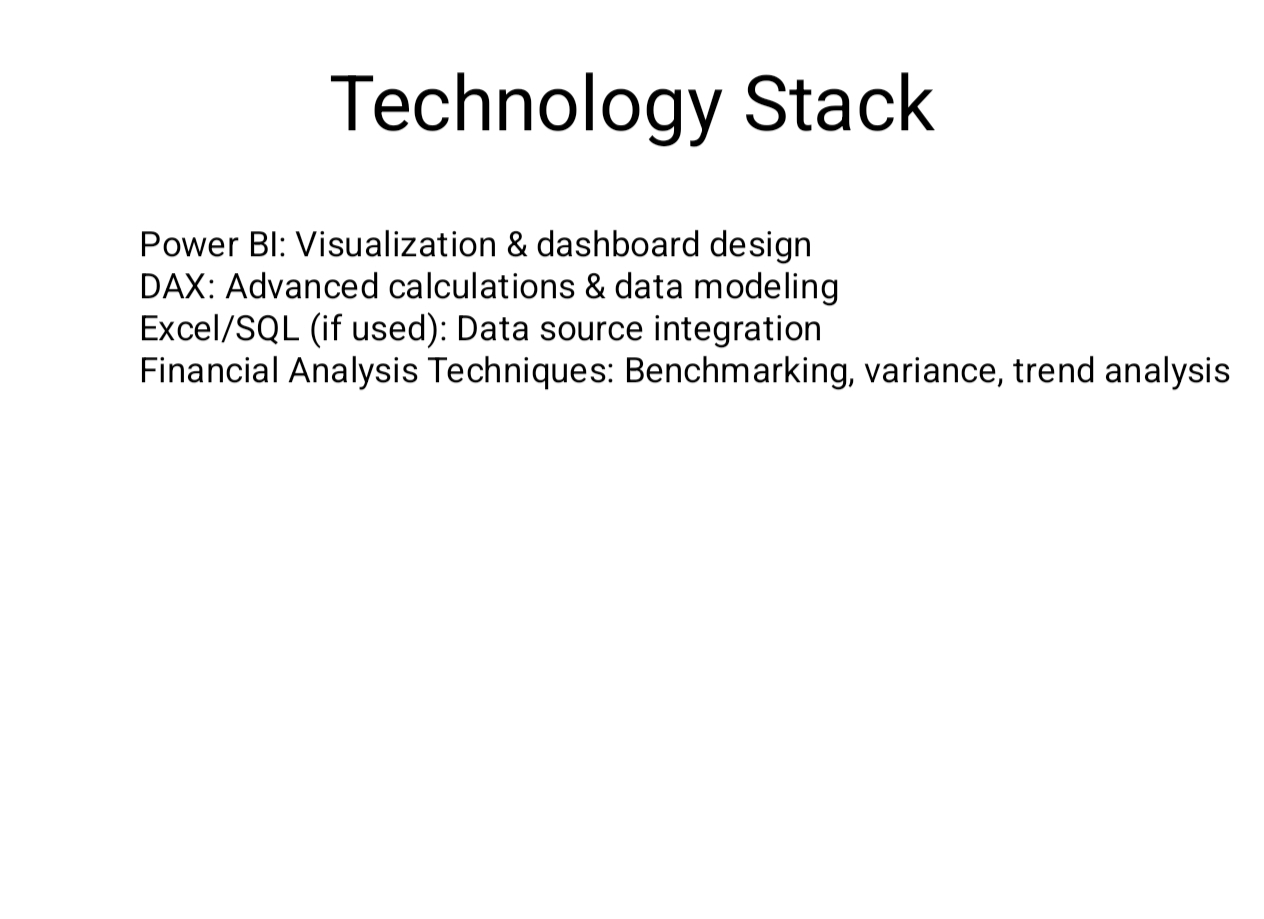 Technology Stack
Power BI: Visualization & dashboard design
DAX: Advanced calculations & data modeling
Excel/SQL (if used): Data source integration
Financial Analysis Techniques: Benchmarking, variance, trend analysis